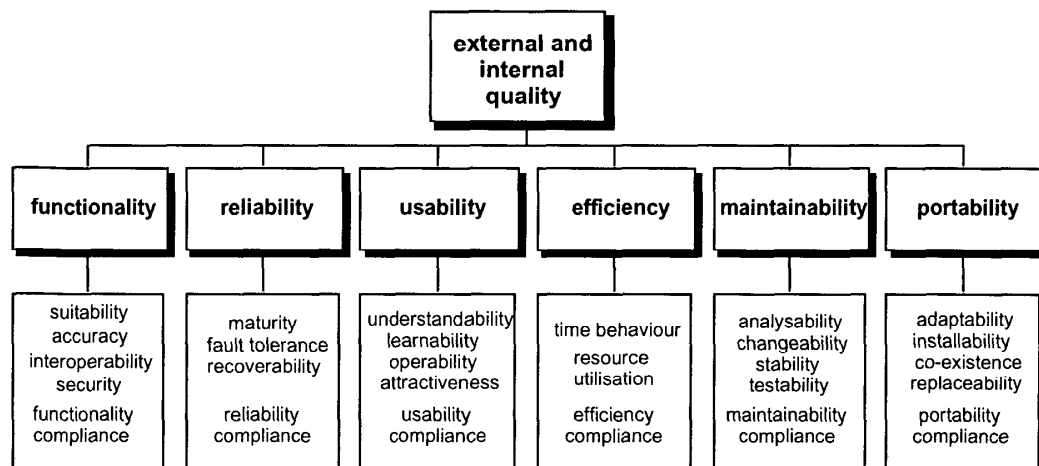 external and
internal
quality
functionality
reliability
usability
efficiency
maintainability
portability
suitability
accuracy
interoperability
security
functionality
compliance
maturity
fault tolerance
recoverability
reliability
compliance
understandability
learnability
operability
attractiveness
usability
compliance
time behaviour
resource
utilisation
efficiency
compliance
analysability
changeability
stability
testability
maintainability
compliance
adaptability
installability
co-existence
replaceability
portability
compliance